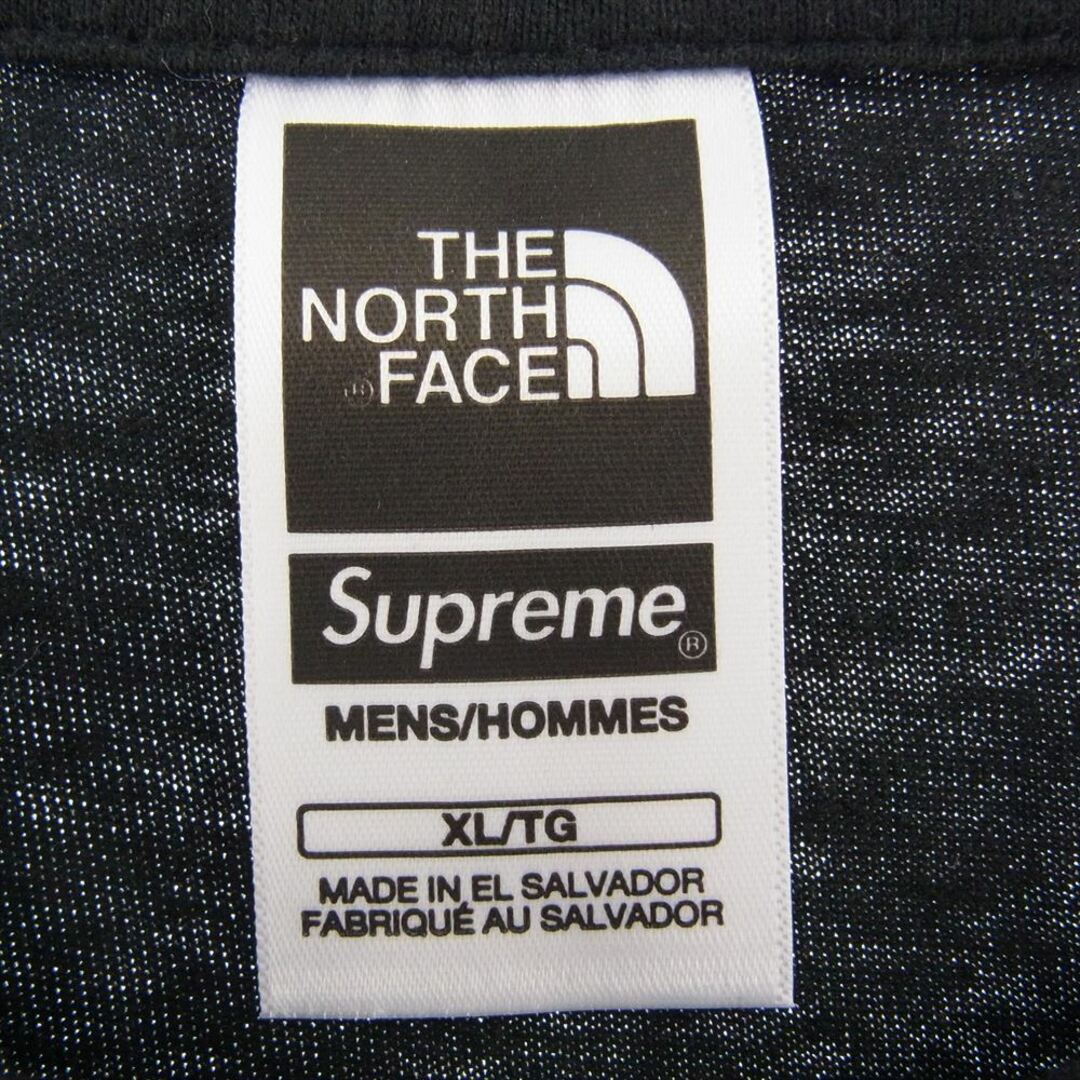 THE
NORTH
® FACE
Supreme®
MENS/HOMMES
XL/TG
MADE IN EL SALVADOR
FABRIQUÉ AU SALVADOR